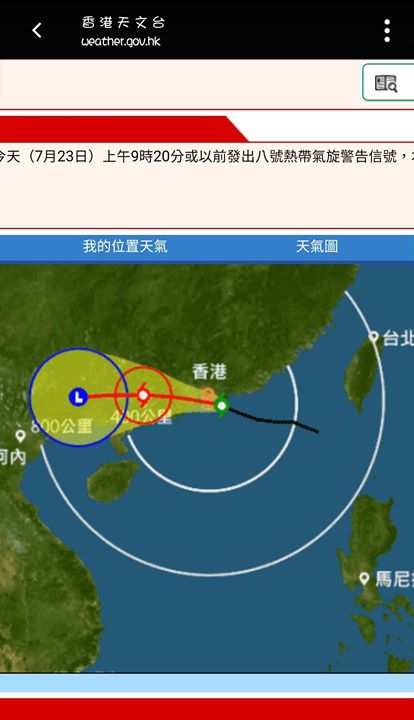 香港天文台
weather.gov.hk
今天（7月23日）上午9時20分或以前發出八號熱帶氣旋警告信號，
我的位置天氣
天氣圖
台北
香港
400公里
800公里
河內
馬尼
L